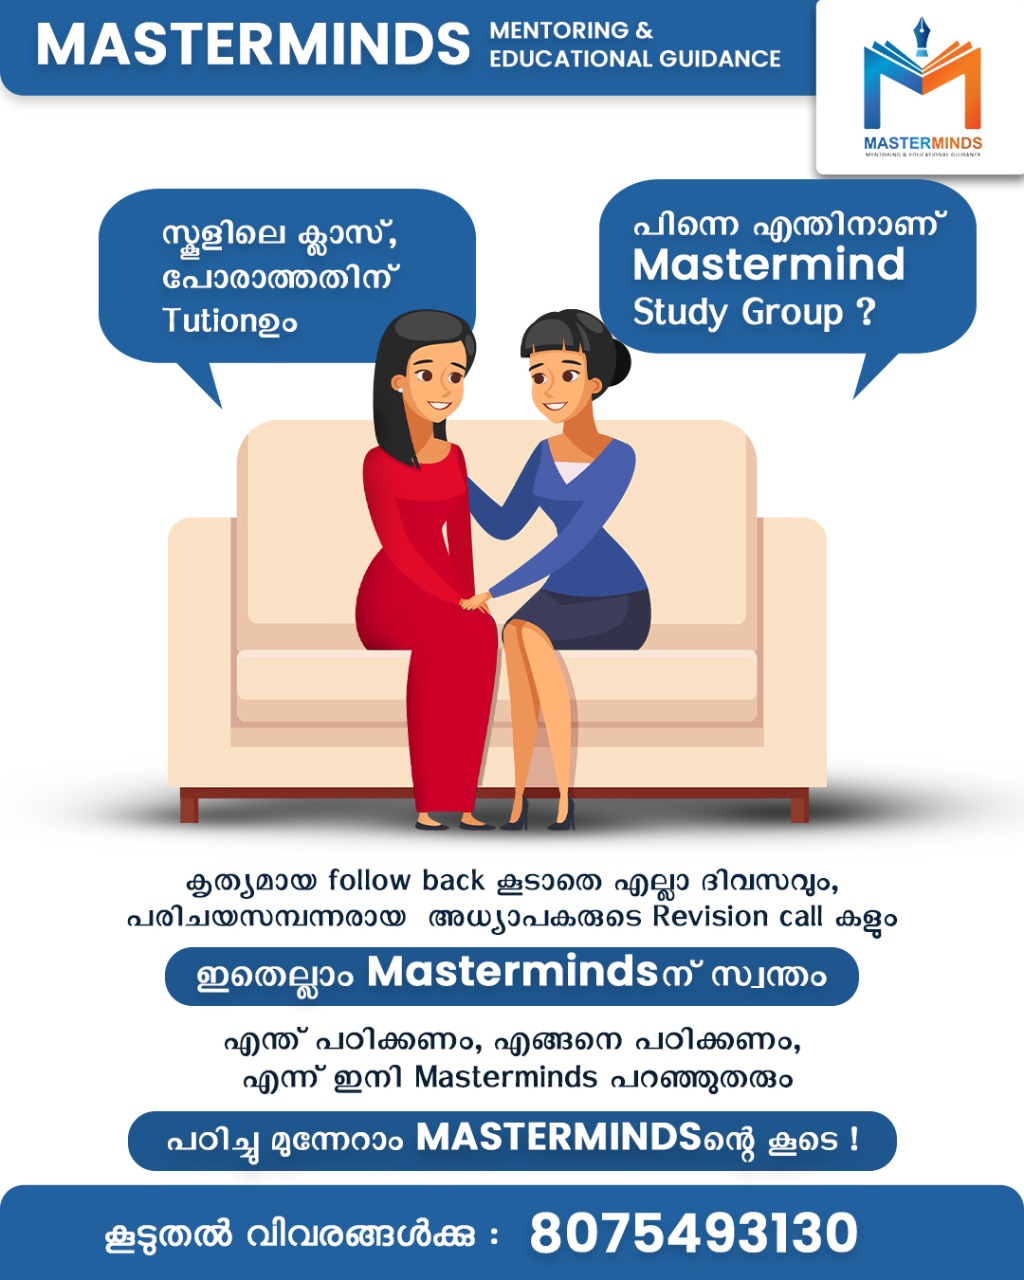 MASTERMINDS
MENTORING &
EDUCATIONAL GUIDANCE
MASTERMINDS
MENTORING & EDUCATIONAL GUIDANCE
സ്കൂളിലെ ക്ലാസ്,
പോരാത്തതിന്
Tutionഉം
പിന്നെ എന്തിനാണ്
Mastermind
Study Group ?
കൃത്യമായ follow back കൂടാതെ എല്ലാ ദിവസവും,
പരിചയസമ്പന്നരായ അധ്യാപകരുടെ Revision call കളും
ഇതെല്ലാം Mastermindsന് സ്വന്തം
എന്ത് പഠിക്കണം, എങ്ങനെ പഠിക്കണം,
എന്ന് ഇനി Masterminds പറഞ്ഞുതരും
പഠിച്ചു മുന്നേറാം MASTERMINDSന്റെ കൂടെ !
കൂടുതൽ വിവരങ്ങൾക്കു : 8075493130